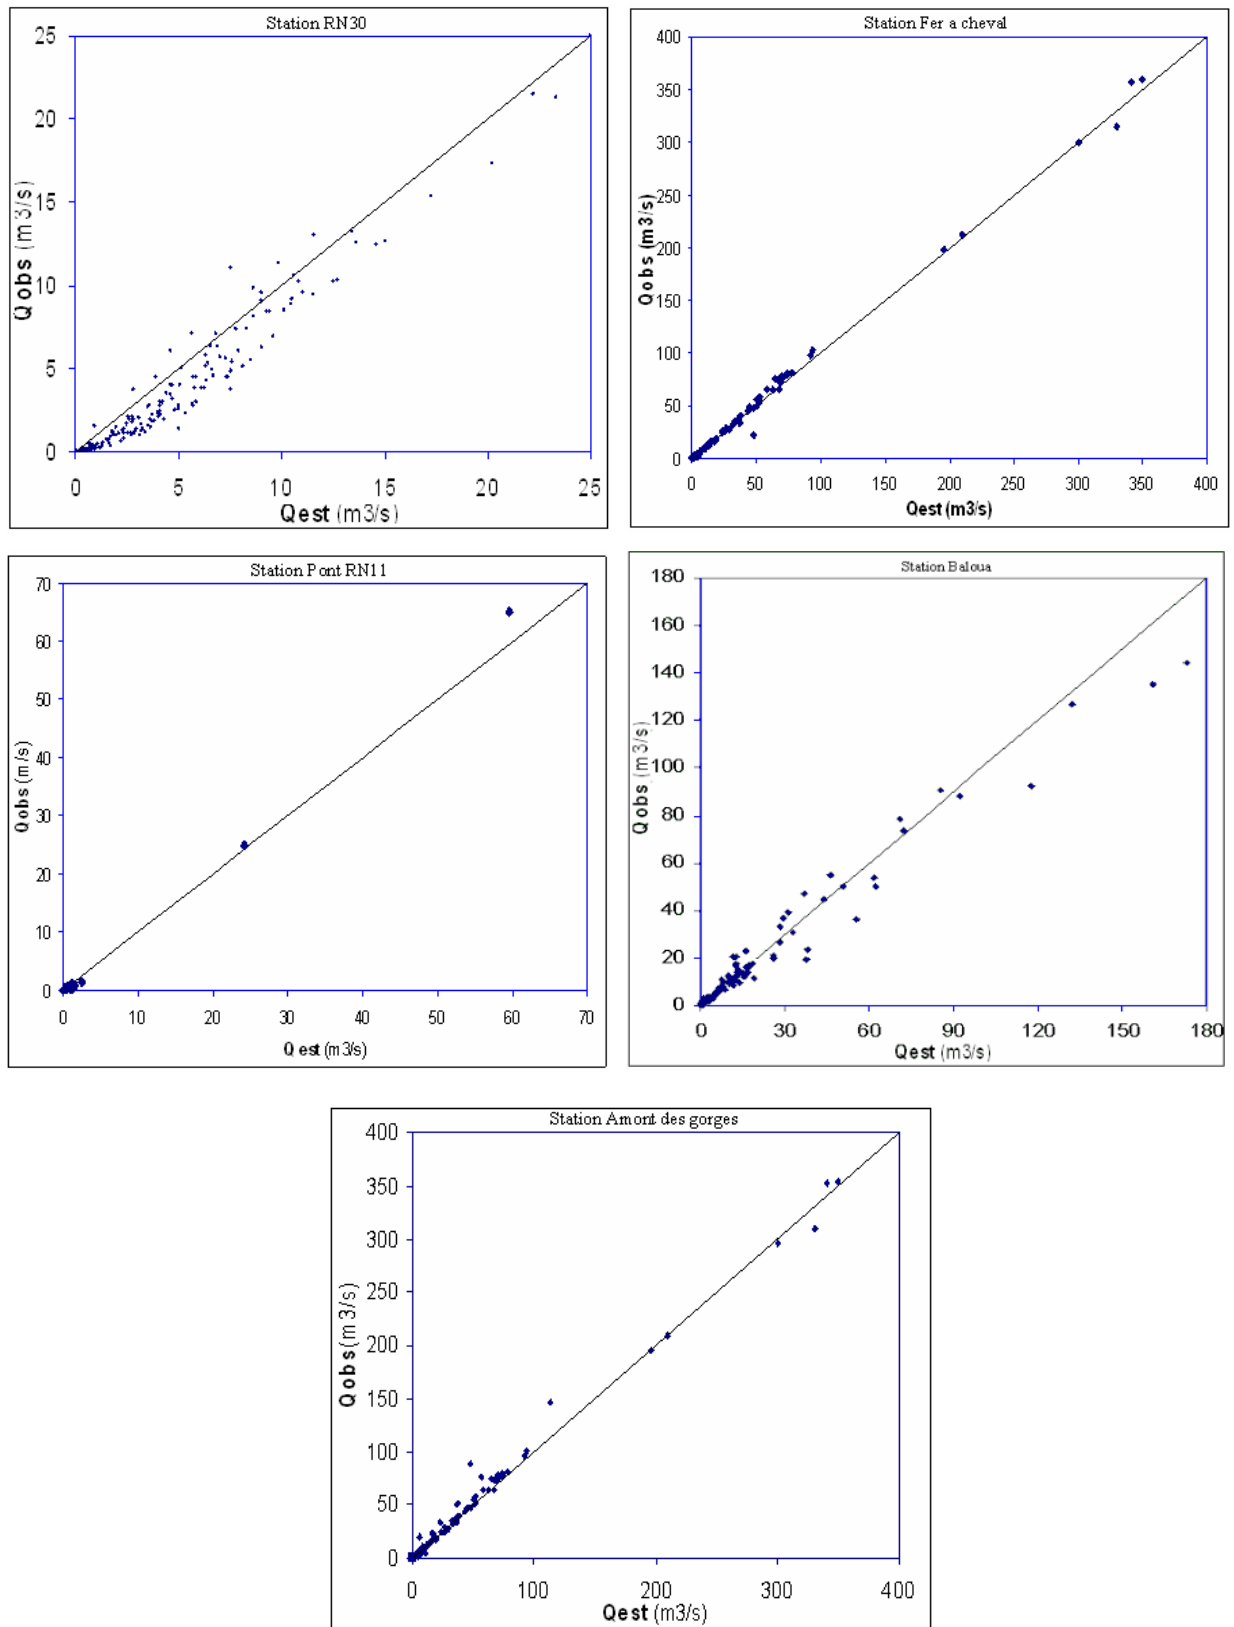 Station RN30
25
20
15
10
5
0
Qobs (m3/s)
0 5 10 15 20 25
Qest (m3/s)
Station Fer a cheval
400
350
300
250
200
150
100
50
0
Qobs (m3/s)
0 50 100 150 200 250 300 350 400
Qest (m3/s)
Station Pont RN11
70
60
50
40
30
20
10
0
Qobs (m/s)
0 10 20 30 40 50 60 70
Qest (m3/s)
Station Baloua
180
160
140
120
100
80
60
40
20
0
Qobs (m3/s)
0 30 60 90 120 150 180
Qest (m3/s)
Station Amont des gorges
400
350
300
250
200
150
100
50
0
Qobs (m3/s)
0 100 200 300 400
Qest (m3/s)